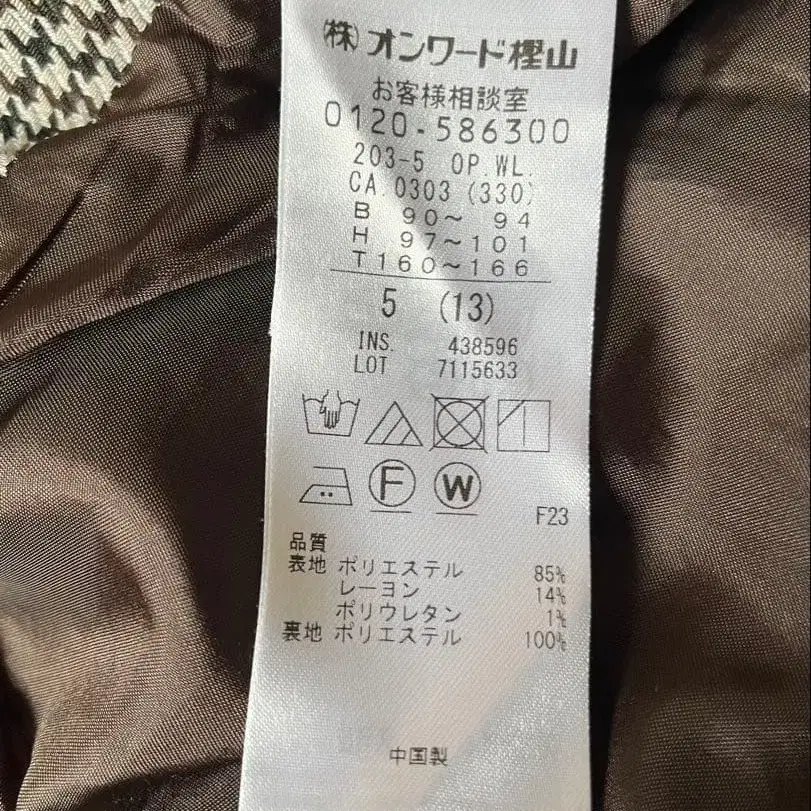 (株)オンワード樫山
お客様相談室
0120-586300
203-5 OP.WL.
CA.0303(330)
B 90～ 94
H 97～101
T160～166
5 (13)
INS. 438596
LOT 7115633
F W
F23
品質
表地 ポリエステル 85%
レーヨン 14%
ポリウレタン 1%
裏地 ポリエステル 100%
中国製